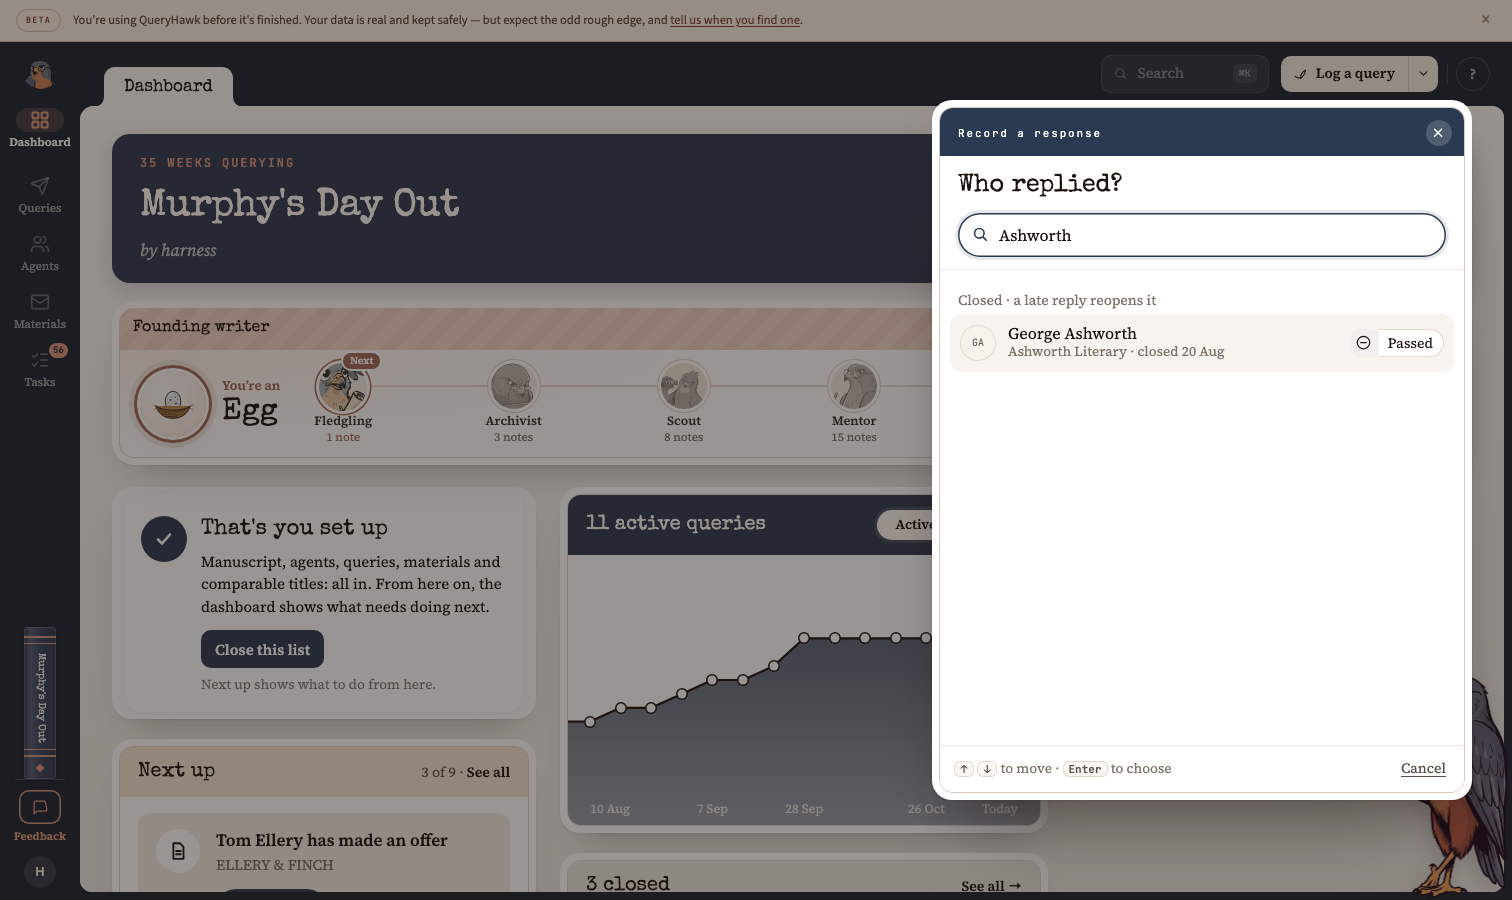 BETA
You're using QueryHawk before it's finished. Your data is real and kept safely — but expect the odd rough edge, and tell us when you find one.
Dashboard
Search
⌘K
Log a query
?
Dashboard
Queries
Agents
Materials
56
Tasks
Murphy's Day Out
Feedback
H
35 WEEKS QUERYING
Murphy's Day Out
by harness
Founding writer
You're an
Egg
Next
Fledgling
1 note
Archivist
3 notes
Scout
8 notes
Mentor
15 notes
That's you set up
Manuscript, agents, queries, materials and
comparable titles: all in. From here on, the
dashboard shows what needs doing next.
Close this list
Next up shows what to do from here.
Next up
3 of 9 · See all
Tom Ellery has made an offer
ELLERY & FINCH
11 active queries
Active
10 Aug
7 Sep
28 Sep
26 Oct
Today
3 closed
See all →
Record a response
Who replied?
Ashworth
Closed · a late reply reopens it
GA
George Ashworth
Ashworth Literary · closed 20 Aug
Passed
↑ ↓ to move · Enter to choose
Cancel